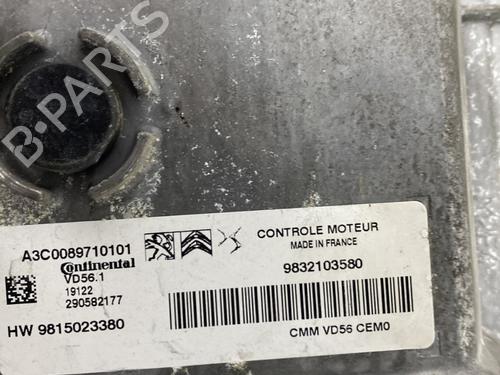 B-PARTS
A3C0089710101
Continental
VD56.1
19122
290582177
HW 9815023380
CONTROLE MOTEUR
MADE IN FRANCE
9832103580
CMM VD56 CEM0